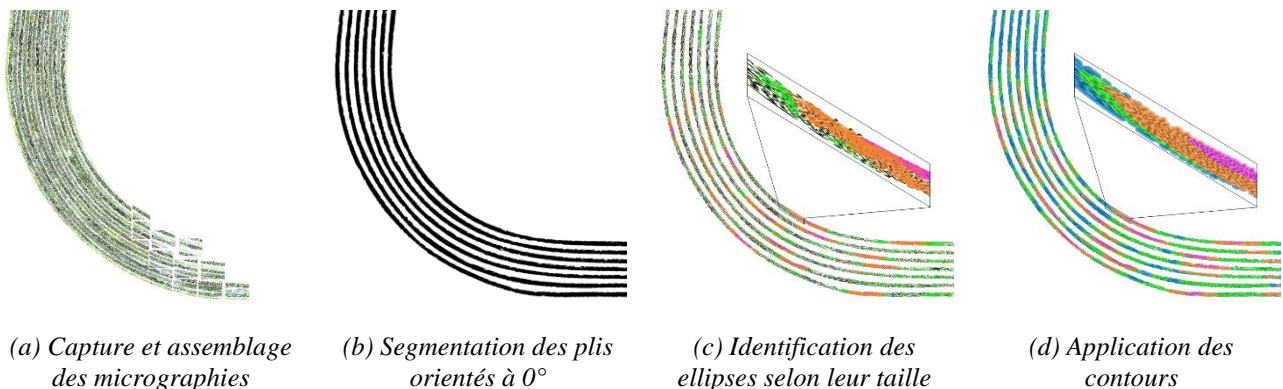 (a) Capture et assemblage
des micrographies
(b) Segmentation des plis
orientés à 0°
(c) Identification des
ellipses selon leur taille
(d) Application des
contours